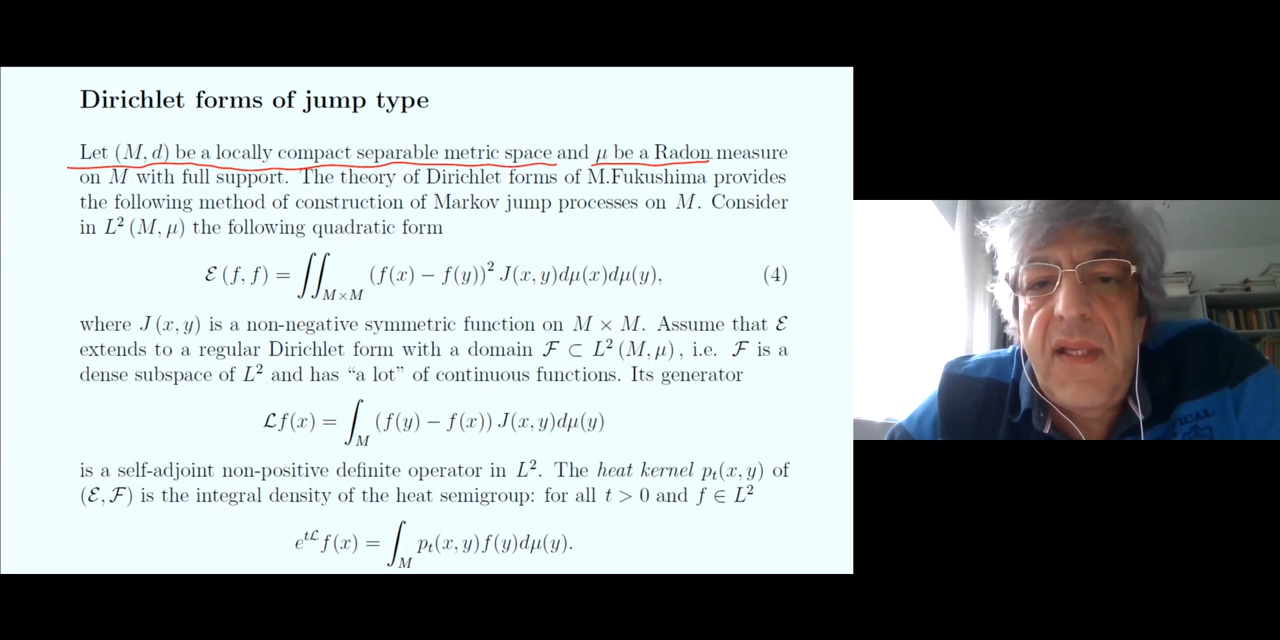 Dirichlet forms of jump type
Let (M, d) be a locally compact separable metric space and μ be a Radon measure
on M with full support. The theory of Dirichlet forms of M.Fukushima provides
the following method of construction of Markov jump processes on M. Consider
in L² (M, μ) the following quadratic form
ℰ (f, f) = ∬_{M×M} (f(x) − f(y))² J(x, y)dμ(x)dμ(y), (4)
where J (x, y) is a non-negative symmetric function on M × M. Assume that ℰ
extends to a regular Dirichlet form with a domain ℱ ⊂ L² (M, μ) , i.e. ℱ is a
dense subspace of L² and has “a lot” of continuous functions. Its generator
ℒf(x) = ∫_M (f(y) − f(x)) J(x, y)dμ(y)
is a self-adjoint non-positive definite operator in L². The heat kernel pₜ(x, y) of
(ℰ, ℱ) is the integral density of the heat semigroup: for all t > 0 and f ∈ L²
e^{tℒ} f(x) = ∫_M pₜ(x, y)f(y)dμ(y).